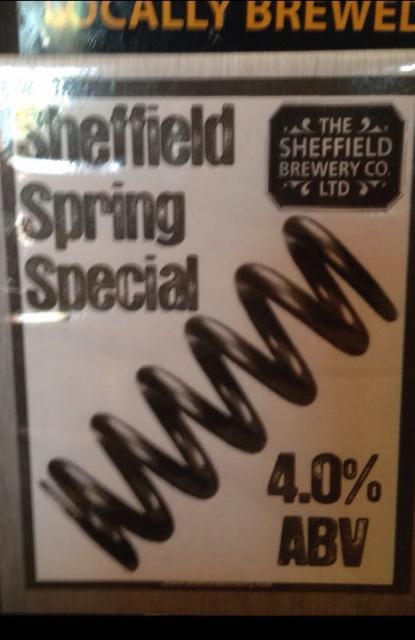 LOCALLY BREWED
Sheffield
Spring
Special
THE
SHEFFIELD
BREWERY CO.
LTD
4.0%
ABV